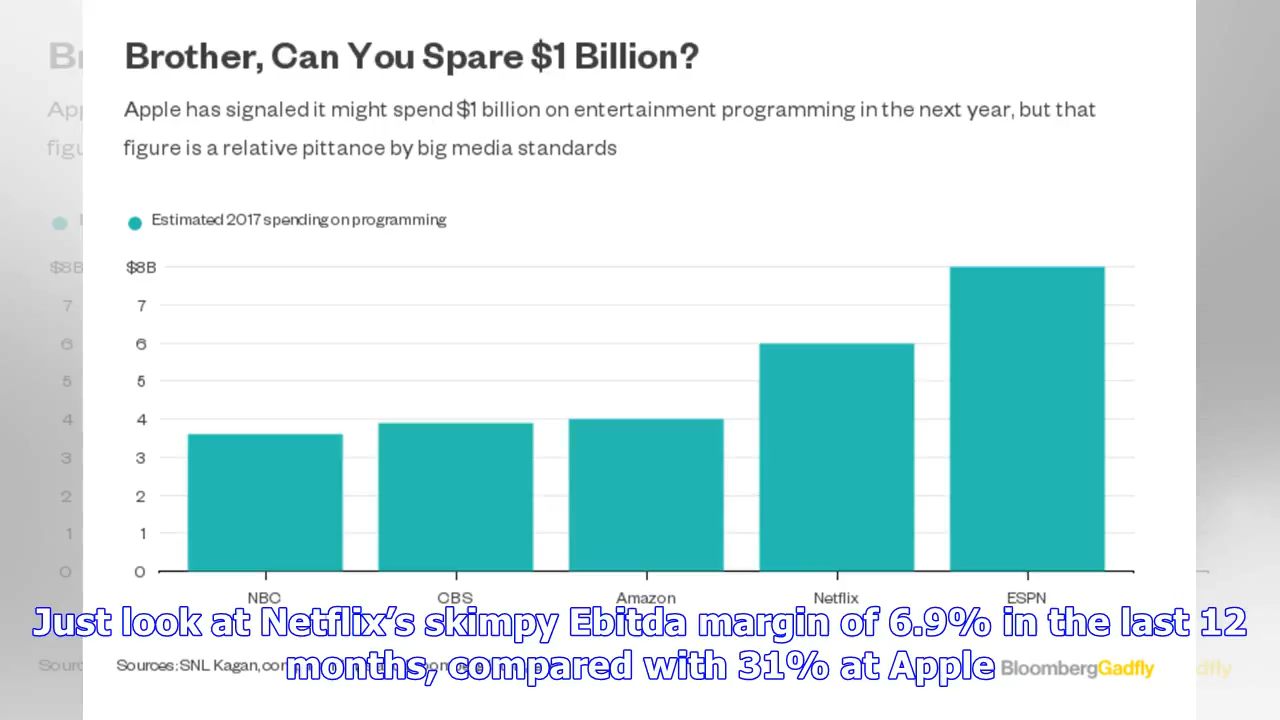 Brother, Can You Spare $1 Billion?
Apple has signaled it might spend $1 billion on entertainment programming in the next year, but that
figure is a relative pittance by big media standards
Estimated 2017 spending on programming
$8B
7
6
5
4
3
2
1
0
NBC CBS Amazon Netflix ESPN
Just look at Netflix’s skimpy Ebitda margin of 6.9% in the last 12
months, compared with 31% at Apple
Sources: SNL Kagan,
BloombergGadfly